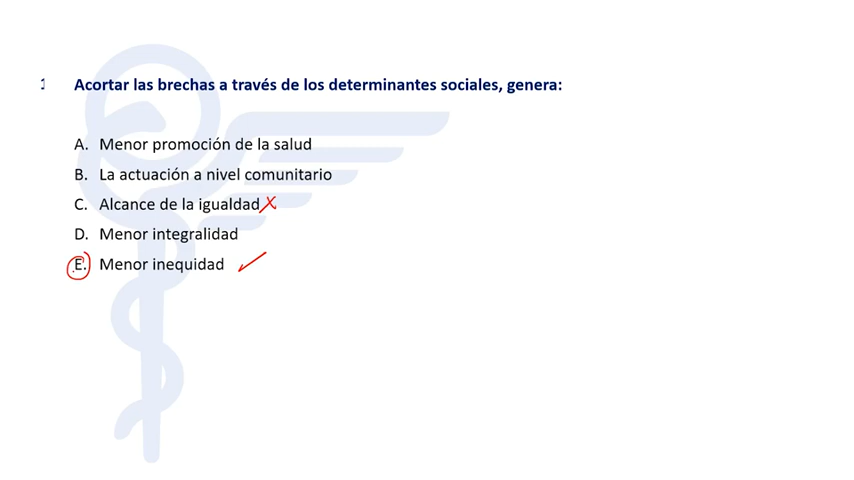 1 Acortar las brechas a través de los determinantes sociales, genera:
A. Menor promoción de la salud
B. La actuación a nivel comunitario
C. Alcance de la igualdad
D. Menor integralidad
E. Menor inequidad